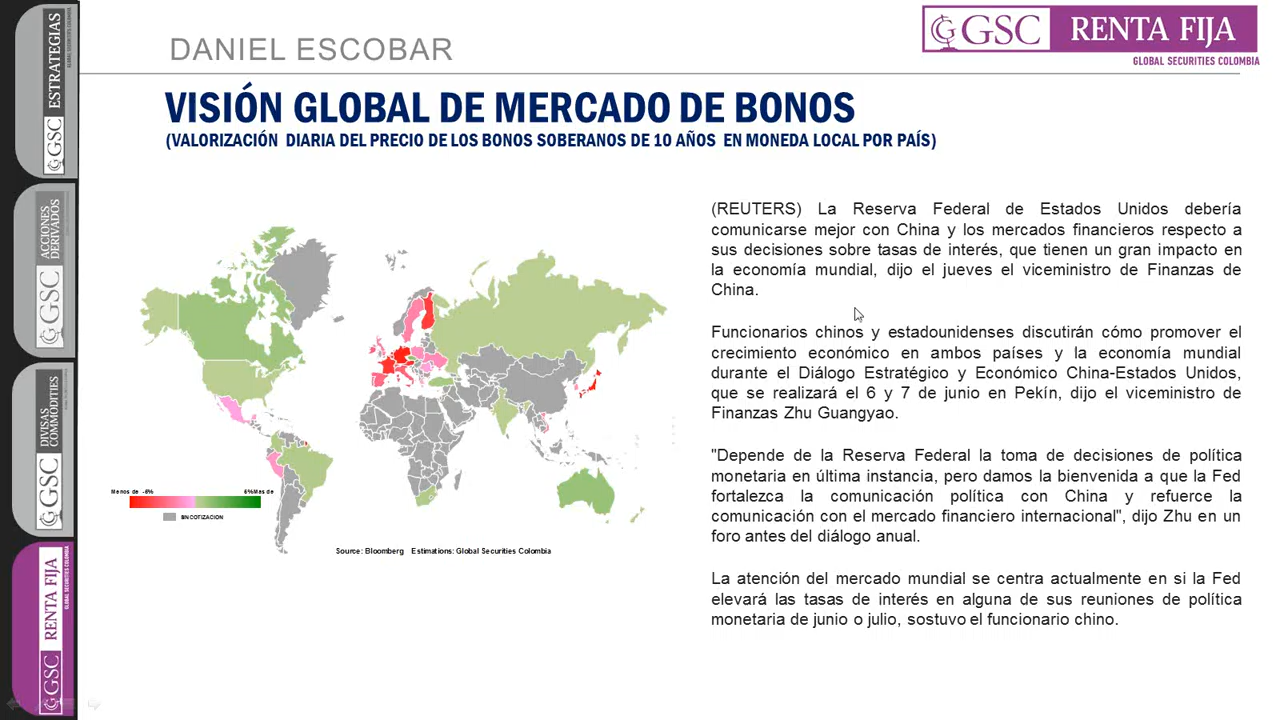 ESTRATEGIAS
GLOBAL SECURITIES COLOMBIA
GSC
ACCIONES
DERIVADOS
GSC
DIVISAS
COMMODITIES
GSC
RENTA FIJA
GLOBAL SECURITIES COLOMBIA
GSC
DANIEL ESCOBAR
GSC RENTA FIJA
GLOBAL SECURITIES COLOMBIA
VISIÓN GLOBAL DE MERCADO DE BONOS
(VALORIZACIÓN DIARIA DEL PRECIO DE LOS BONOS SOBERANOS DE 10 AÑOS EN MONEDA LOCAL POR PAÍS)
Menos de -6% 6%Mas de
SIN COTIZACION
Source: Bloomberg Estimations: Global Securities Colombia
(REUTERS) La Reserva Federal de Estados Unidos debería
comunicarse mejor con China y los mercados financieros respecto a
sus decisiones sobre tasas de interés, que tienen un gran impacto en
la economía mundial, dijo el jueves el viceministro de Finanzas de
China.
Funcionarios chinos y estadounidenses discutirán cómo promover el
crecimiento económico en ambos países y la economía mundial
durante el Diálogo Estratégico y Económico China-Estados Unidos,
que se realizará el 6 y 7 de junio en Pekín, dijo el viceministro de
Finanzas Zhu Guangyao.
"Depende de la Reserva Federal la toma de decisiones de política
monetaria en última instancia, pero damos la bienvenida a que la Fed
fortalezca la comunicación política con China y refuerce la
comunicación con el mercado financiero internacional", dijo Zhu en un
foro antes del diálogo anual.
La atención del mercado mundial se centra actualmente en si la Fed
elevará las tasas de interés en alguna de sus reuniones de política
monetaria de junio o julio, sostuvo el funcionario chino.